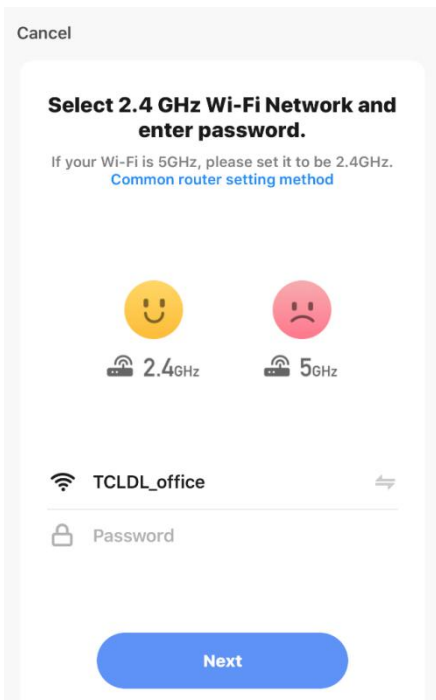 Cancel
Select 2.4 GHz Wi-Fi Network and
enter password.
If your Wi-Fi is 5GHz, please set it to be 2.4GHz.
Common router setting method
2.4GHz 5GHz
TCLDL_office
Password
Next